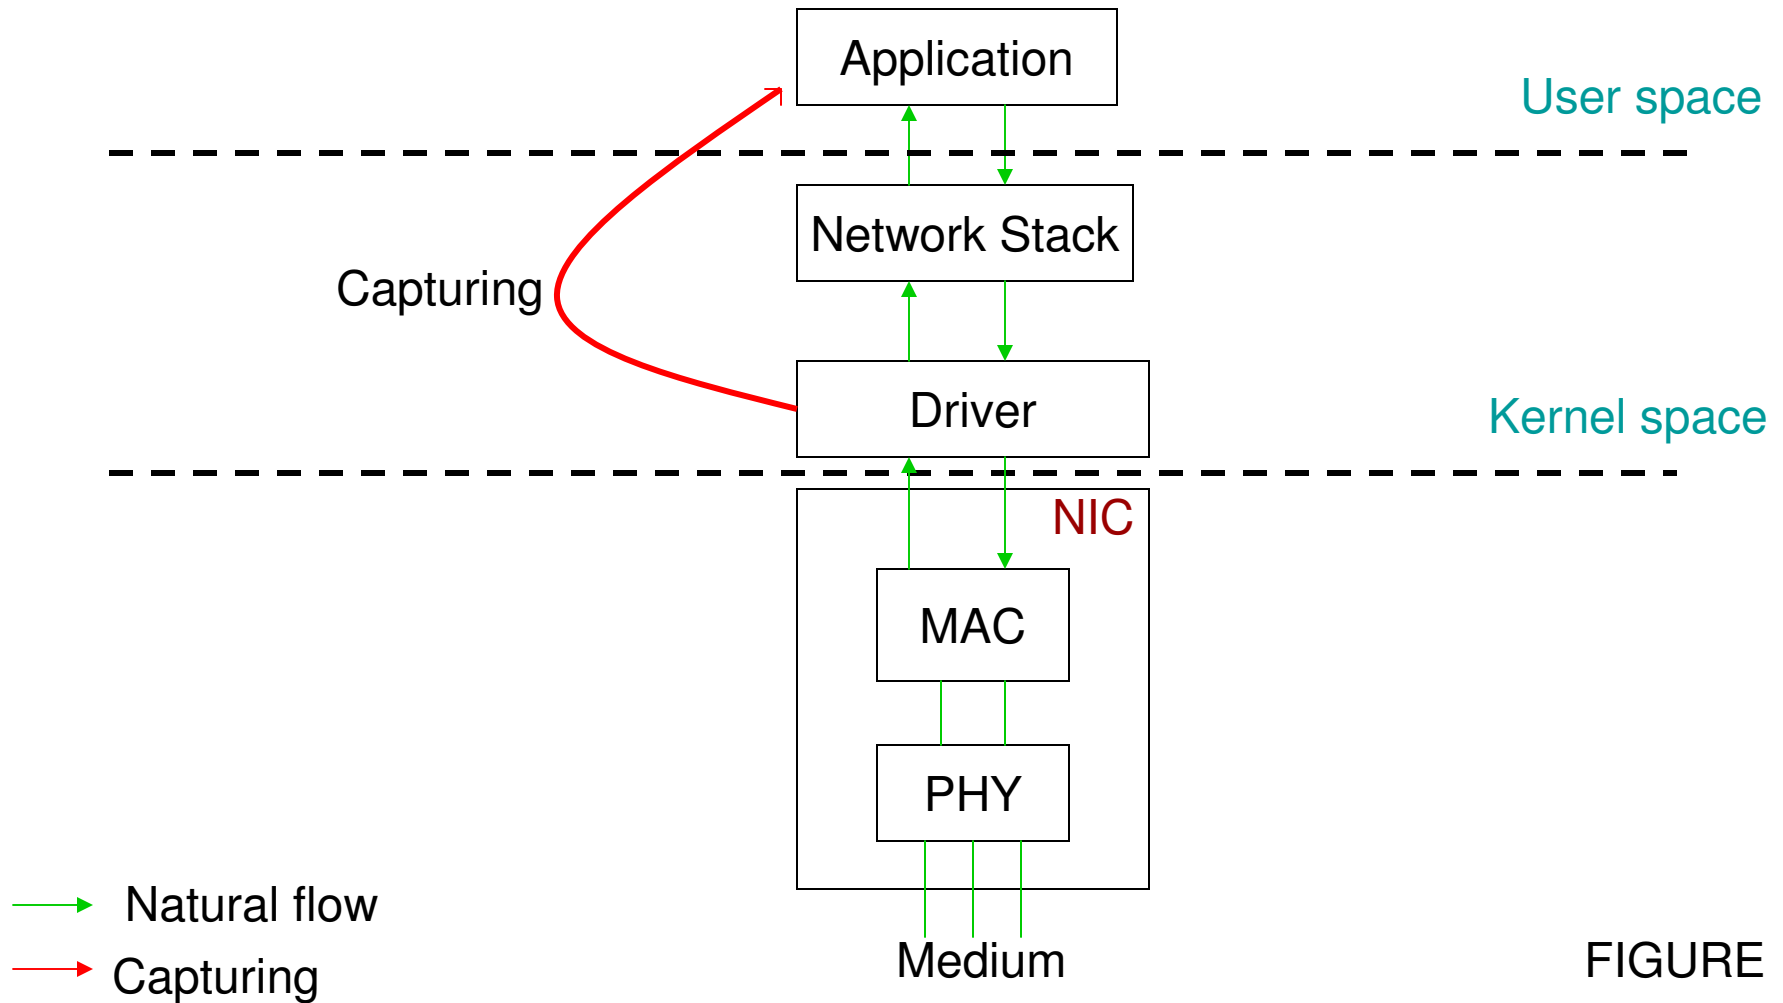 Application
User space
Network Stack
Capturing
Driver
Kernel space
NIC
MAC
PHY
Natural flow
Medium
Capturing
FIGURE